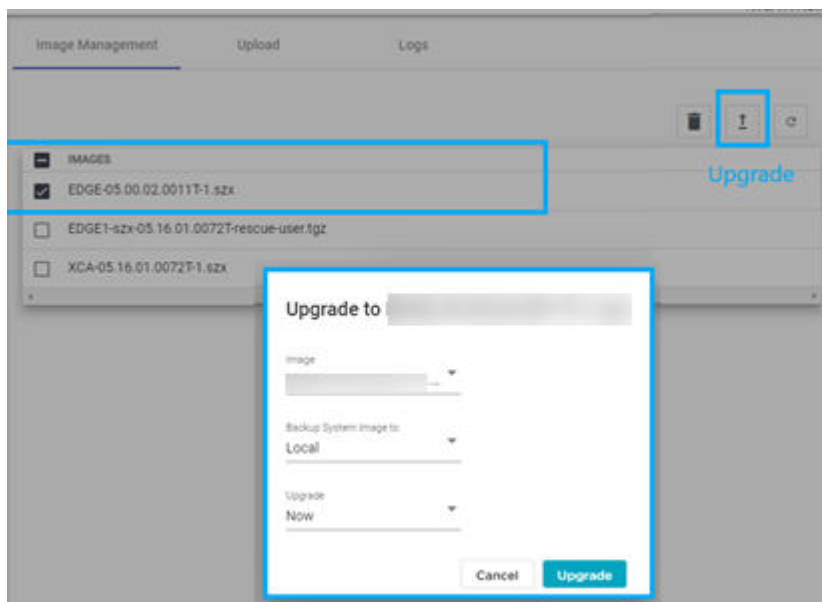 Image Management Upload Logs
Upgrade
IMAGES
EDGE-05.00.02.0011T-1.szx
EDGE1-szx-05.16.01.0072T-rescue-user.tgz
XCA-05.16.01.0072T-1.szx
Upgrade to
Image
...
Backup System Image to
Local
Upgrade
Now
Cancel Upgrade